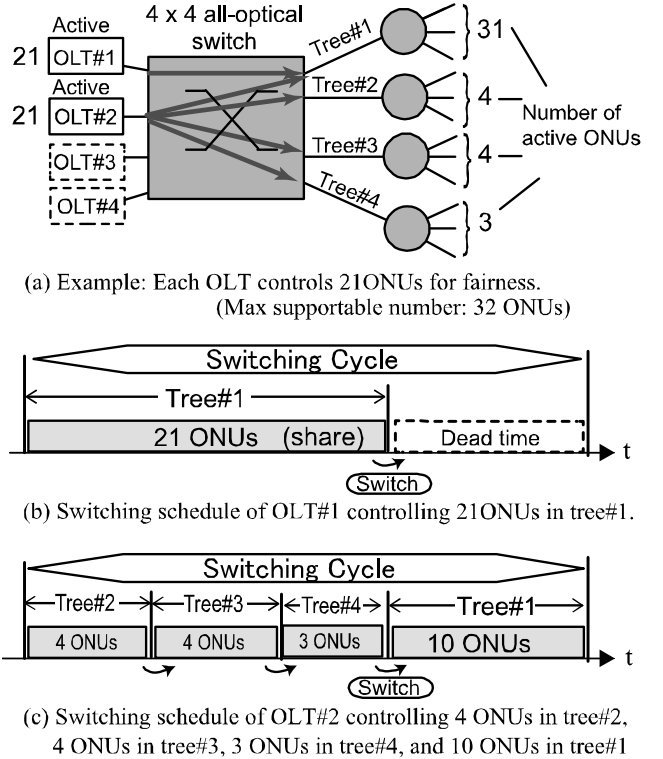 4 x 4 all-optical
switch
Active
21 OLT#1
Active
21 OLT#2
OLT#3
OLT#4
Tree#1
Tree#2
Tree#3
Tree#4
31
4
4
3
Number of
active ONUs
(a) Example: Each OLT controls 21ONUs for fairness.
(Max supportable number: 32 ONUs)
Switching Cycle
Tree#1
21 ONUs (share)
Dead time
t
Switch
(b) Switching schedule of OLT#1 controlling 21ONUs in tree#1.
Switching Cycle
Tree#2 Tree#3 Tree#4 Tree#1
4 ONUs 4 ONUs 3 ONUs 10 ONUs
t
Switch
(c) Switching schedule of OLT#2 controlling 4 ONUs in tree#2,
4 ONUs in tree#3, 3 ONUs in tree#4, and 10 ONUs in tree#1